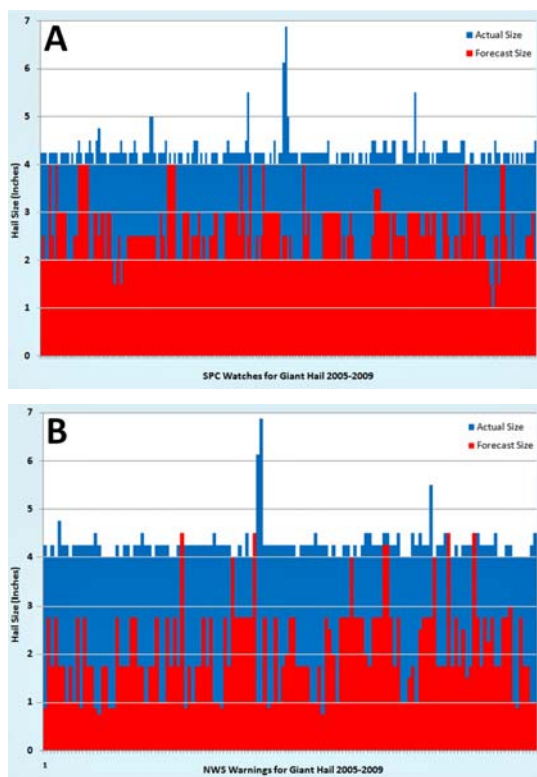 A
Actual Size
Forecast Size
Hail Size (Inches)
7
6
5
4
3
2
1
0
SPC Watches for Giant Hail 2005-2009
B
Actual Size
Forecast Size
Hail Size (Inches)
7
6
5
4
3
2
1
0
1
NWS Warnings for Giant Hail 2005-2009